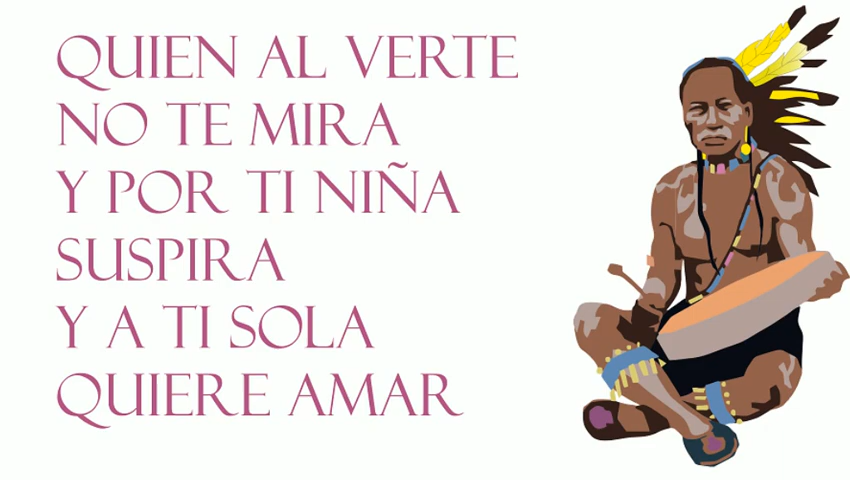 QUIEN AL VERTE
NO TE MIRA
Y POR TI NIÑA
SUSPIRA
Y A TI SOLA
QUIERE AMAR